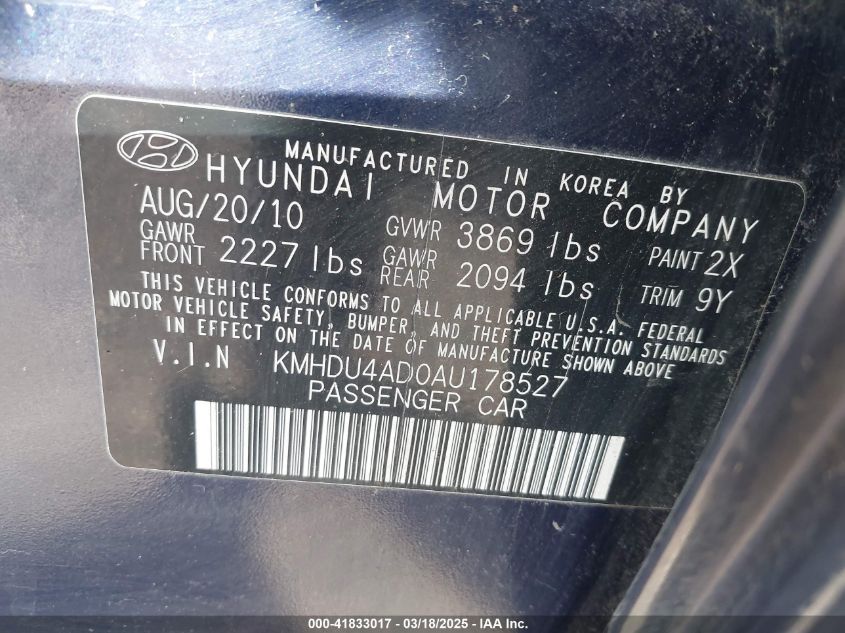 MANUFACTURED IN KOREA BY
HYUNDAI MOTOR COMPANY
AUG/20/10 GVWR 3869 lbs PAINT 2X
GAWR FRONT 2227 lbs GAWR REAR 2094 lbs TRIM 9Y
THIS VEHICLE CONFORMS TO ALL APPLICABLE U.S.A. FEDERAL
MOTOR VEHICLE SAFETY, BUMPER, AND THEFT PREVENTION STANDARDS
IN EFFECT ON THE DATE OF MANUFACTURE SHOWN ABOVE
V.I.N KMHDU4AD0AU178527
PASSENGER CAR
000-41833017 - 03/18/2025 - IAA Inc.